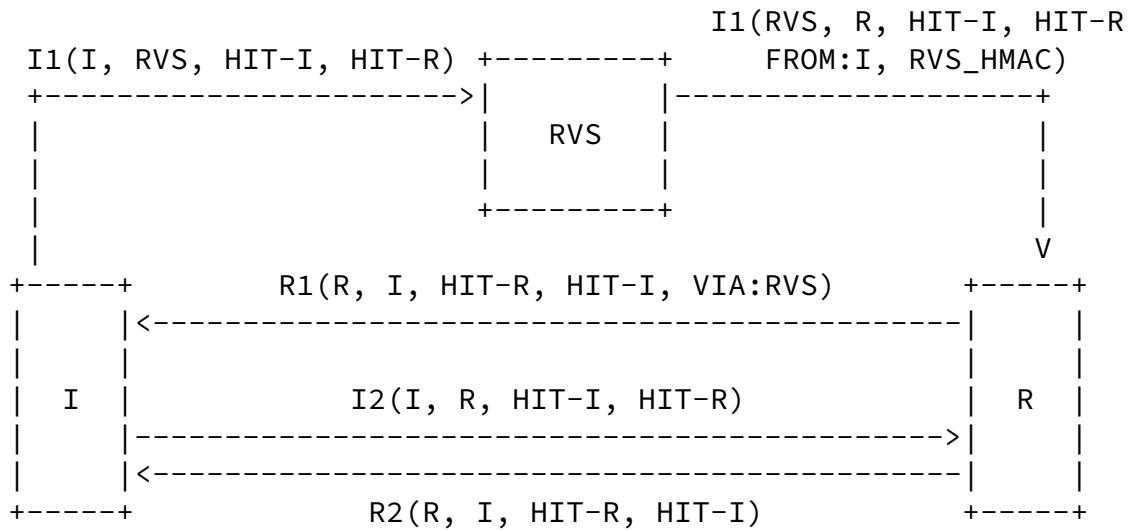 I1(RVS, R, HIT-I, HIT-R
I1(I, RVS, HIT-I, HIT-R)
FROM:I, RVS_HMAC)
RVS
R1(R, I, HIT-R, HIT-I, VIA:RVS)
I
I2(I, R, HIT-I, HIT-R)
R
R2(R, I, HIT-R, HIT-I)